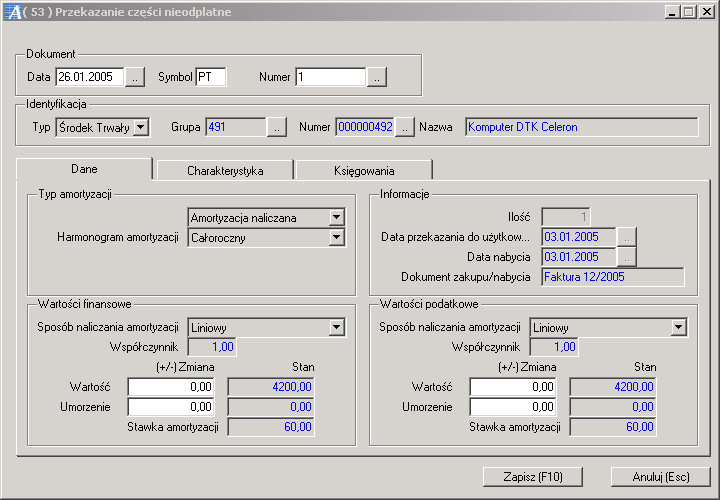 A( 53 ) Przekazanie części nieodpłatne
Dokument
Data 26.01.2005 .. Symbol PT Numer 1 ..
Identyfikacja
Typ Środek Trwały Grupa 491 .. Numer 000000492 .. Nazwa Komputer DTK Celeron
Dane Charakterystyka Księgowania
Typ amortyzacji
Amortyzacja naliczana
Harmonogram amortyzacji Całoroczny
Informacje
Ilość 1
Data przekazania do użytkow... 03.01.2005 ..
Data nabycia 03.01.2005 ..
Dokument zakupu/nabycia Faktura 12/2005
Wartości finansowe
Sposób naliczania amortyzacji Liniowy
Współczynnik 1,00
(+/-) Zmiana Stan
Wartość 0,00 4200,00
Umorzenie 0,00 0,00
Stawka amortyzacji 60,00
Wartości podatkowe
Sposób naliczania amortyzacji Liniowy
Współczynnik 1,00
(+/-) Zmiana Stan
Wartość 0,00 4200,00
Umorzenie 0,00 0,00
Stawka amortyzacji 60,00
Zapisz (F10) Anuluj (Esc)